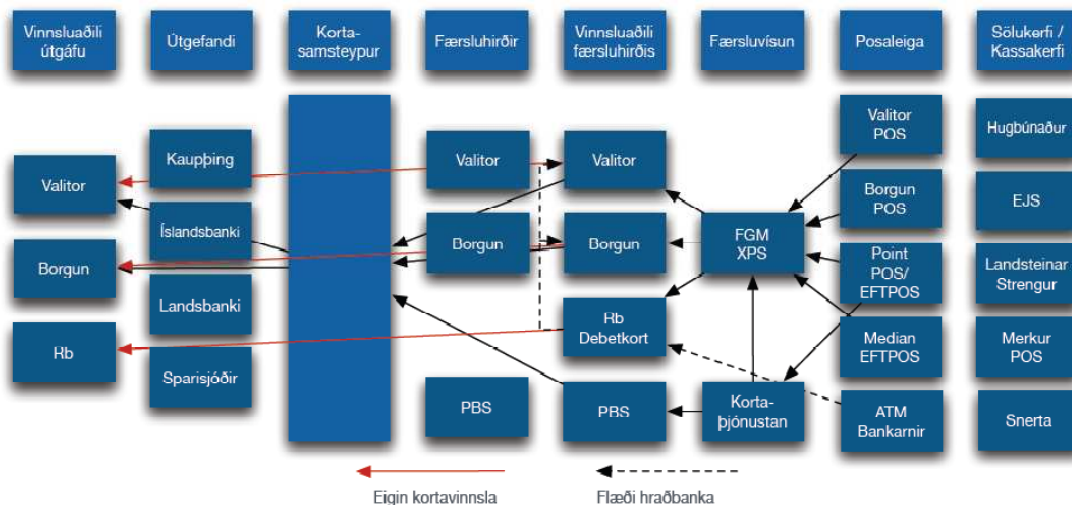 Vinnsluaðili
útgáfu
Útgefandi
Korta-
samsteypur
Færsluhirðir
Vinnsluaðili
færsluhirðis
Færsluvísun
Posaleiga
Sölukerfi /
Kassakerfi
Valitor
Borgun
Rb
Kaupþing
Íslandsbanki
Landsbanki
Sparisjóðir
Valitor
Borgun
PBS
Valitor
Borgun
Rb
Debetkort
PBS
FGM
XPS
Korta-
þjónustan
Valitor
POS
Borgun
POS
Point
POS/
EFTPOS
Median
EFTPOS
ATM
Bankarnir
Hugbúnaður
EJS
Landsteinar
Strengur
Merkur
POS
Snerta
Eigin kortavinnsla
Flæði hraðbanka